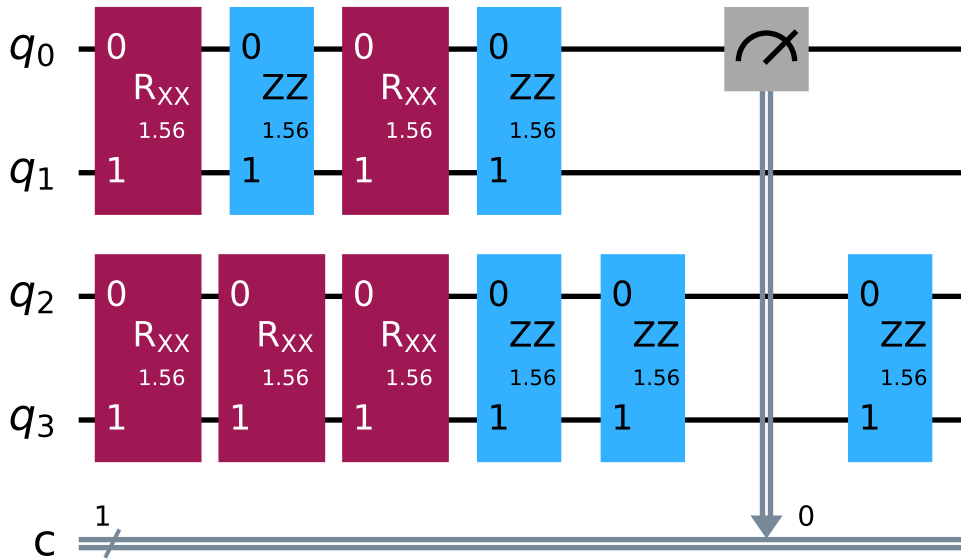 q0 0 0 0 0
RXX ZZ RXX ZZ
1.56 1.56 1.56 1.56
q1 1 1 1 1
q2 0 0 0 0 0 0
RXX RXX RXX ZZ ZZ ZZ
1.56 1.56 1.56 1.56 1.56 1.56
q3 1 1 1 1 1 1
1 0
c